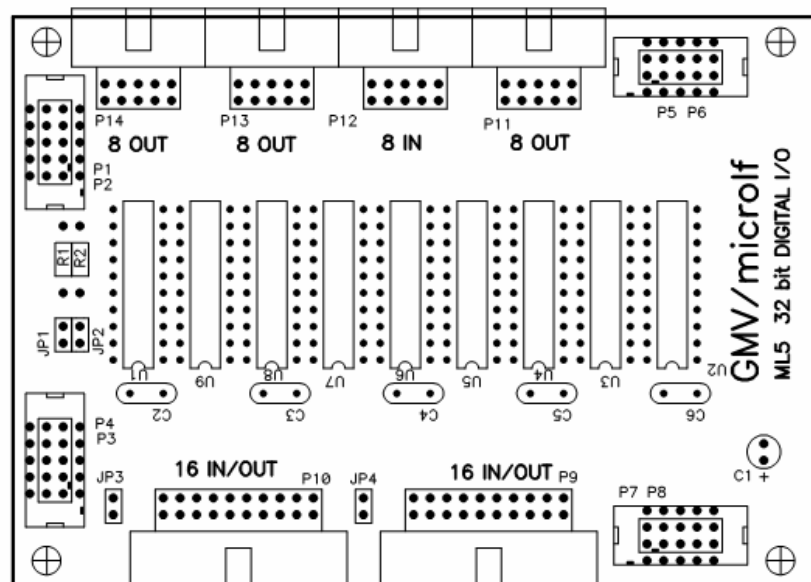 P14
P13
P12
P11
P5 P6
8 OUT
8 OUT
8 IN
8 OUT
P1
P2
R1
R2
JP1
JP2
GMV/microlf
ML5 32 bit DIGITAL I/O
U1
U9
U8
U7
U6
U5
U4
U3
U2
C2
C3
C4
C5
C6
P4
P3
JP3
16 IN/OUT
P10
JP4
16 IN/OUT
P9
P7 P8
C1 +